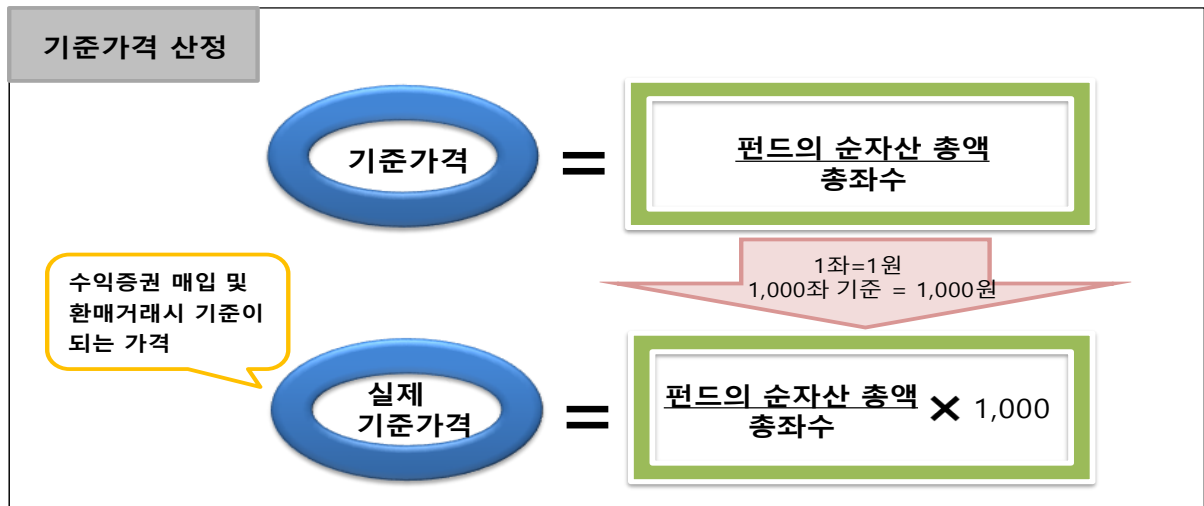 기준가격 산정
기준가격
=
펀드의 순자산 총액
총좌수
1좌=1원
1,000좌 기준 = 1,000원
수익증권 매입 및
환매거래시 기준이
되는 가격
실제
기준가격
=
펀드의 순자산 총액
총좌수
× 1,000